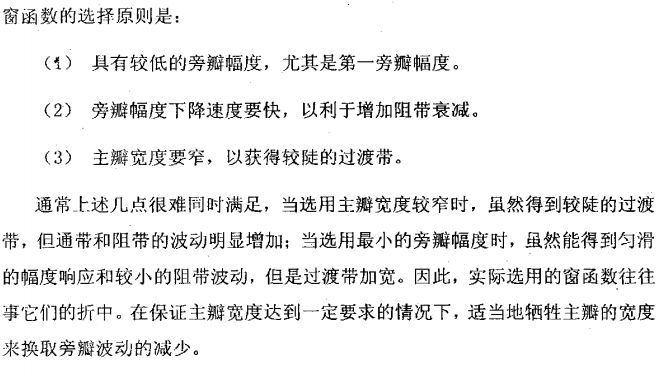 窗函数的选择原则是：
（1） 具有较低的旁瓣幅度，尤其是第一旁瓣幅度。
（2） 旁瓣幅度下降速度要快，以利于增加阻带衰减。
（3） 主瓣宽度要窄，以获得较陡的过渡带。
通常上述几点很难同时满足，当选用主瓣宽度较窄时，虽然得到较陡的过渡
带，但通带和阻带的波动明显增加；当选用最小的旁瓣幅度时，虽然能得到匀滑
的幅度响应和较小的阻带波动，但是过渡带加宽。因此，实际选用的窗函数往往
事它们的折中。在保证主瓣宽度达到一定要求的情况下，适当地牺牲主瓣的宽度
来换取旁瓣波动的减少。